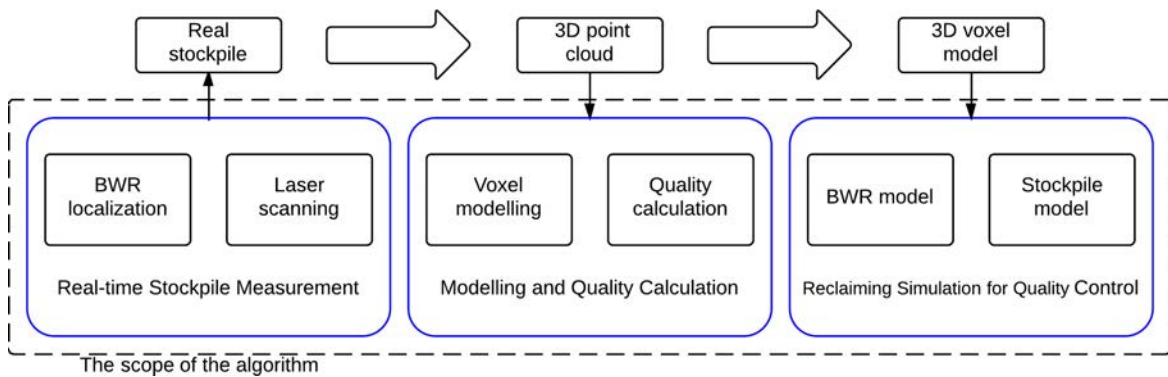 Real
stockpile
3D point
cloud
3D voxel
model
BWR
localization
Laser
scanning
Voxel
modelling
Quality
calculation
BWR model
Stockpile
model
Real-time Stockpile Measurement
Modelling and Quality Calculation
Reclaiming Simulation for Quality Control
The scope of the algorithm